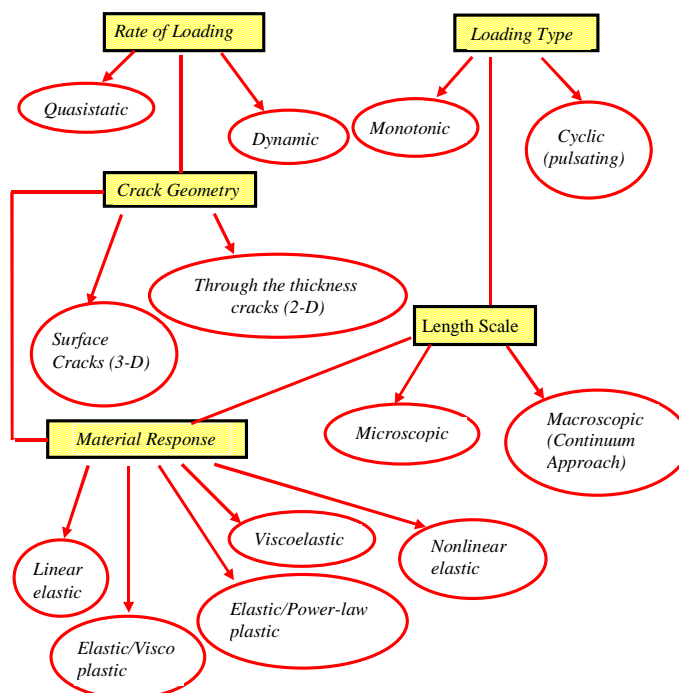 Rate of Loading
Loading Type
Quasistatic
Dynamic
Monotonic
Cyclic
(pulsating)
Crack Geometry
Through the thickness
cracks (2-D)
Surface
Cracks (3-D)
Length Scale
Microscopic
Macroscopic
(Continuum
Approach)
Material Response
Linear
elastic
Elastic/Visco
plastic
Viscoelastic
Elastic/Power-law
plastic
Nonlinear
elastic